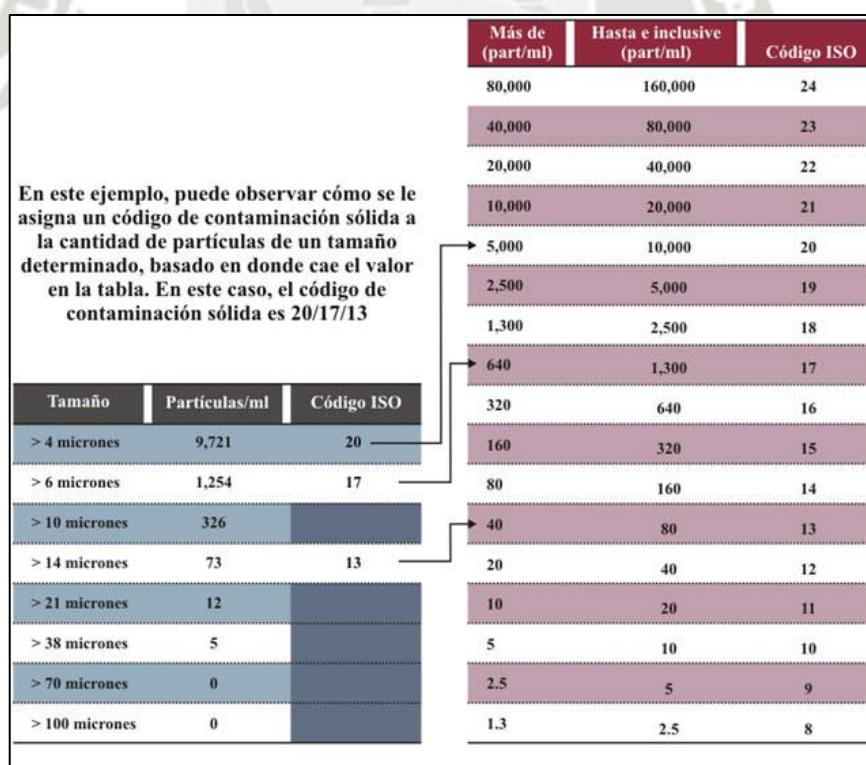 En este ejemplo, puede observar cómo se le
asigna un código de contaminación sólida a
la cantidad de partículas de un tamaño
determinado, basado en donde cae el valor
en la tabla. En este caso, el código de
contaminación sólida es 20/17/13
Tamaño Partículas/ml Código ISO
> 4 micrones 9,721 20
> 6 micrones 1,254 17
> 10 micrones 326
> 14 micrones 73 13
> 21 micrones 12
> 38 micrones 5
> 70 micrones 0
> 100 micrones 0
Más de Hasta e inclusive
(part/ml) (part/ml) Código ISO
80,000 160,000 24
40,000 80,000 23
20,000 40,000 22
10,000 20,000 21
5,000 10,000 20
2,500 5,000 19
1,300 2,500 18
640 1,300 17
320 640 16
160 320 15
80 160 14
40 80 13
20 40 12
10 20 11
5 10 10
2.5 5 9
1.3 2.5 8